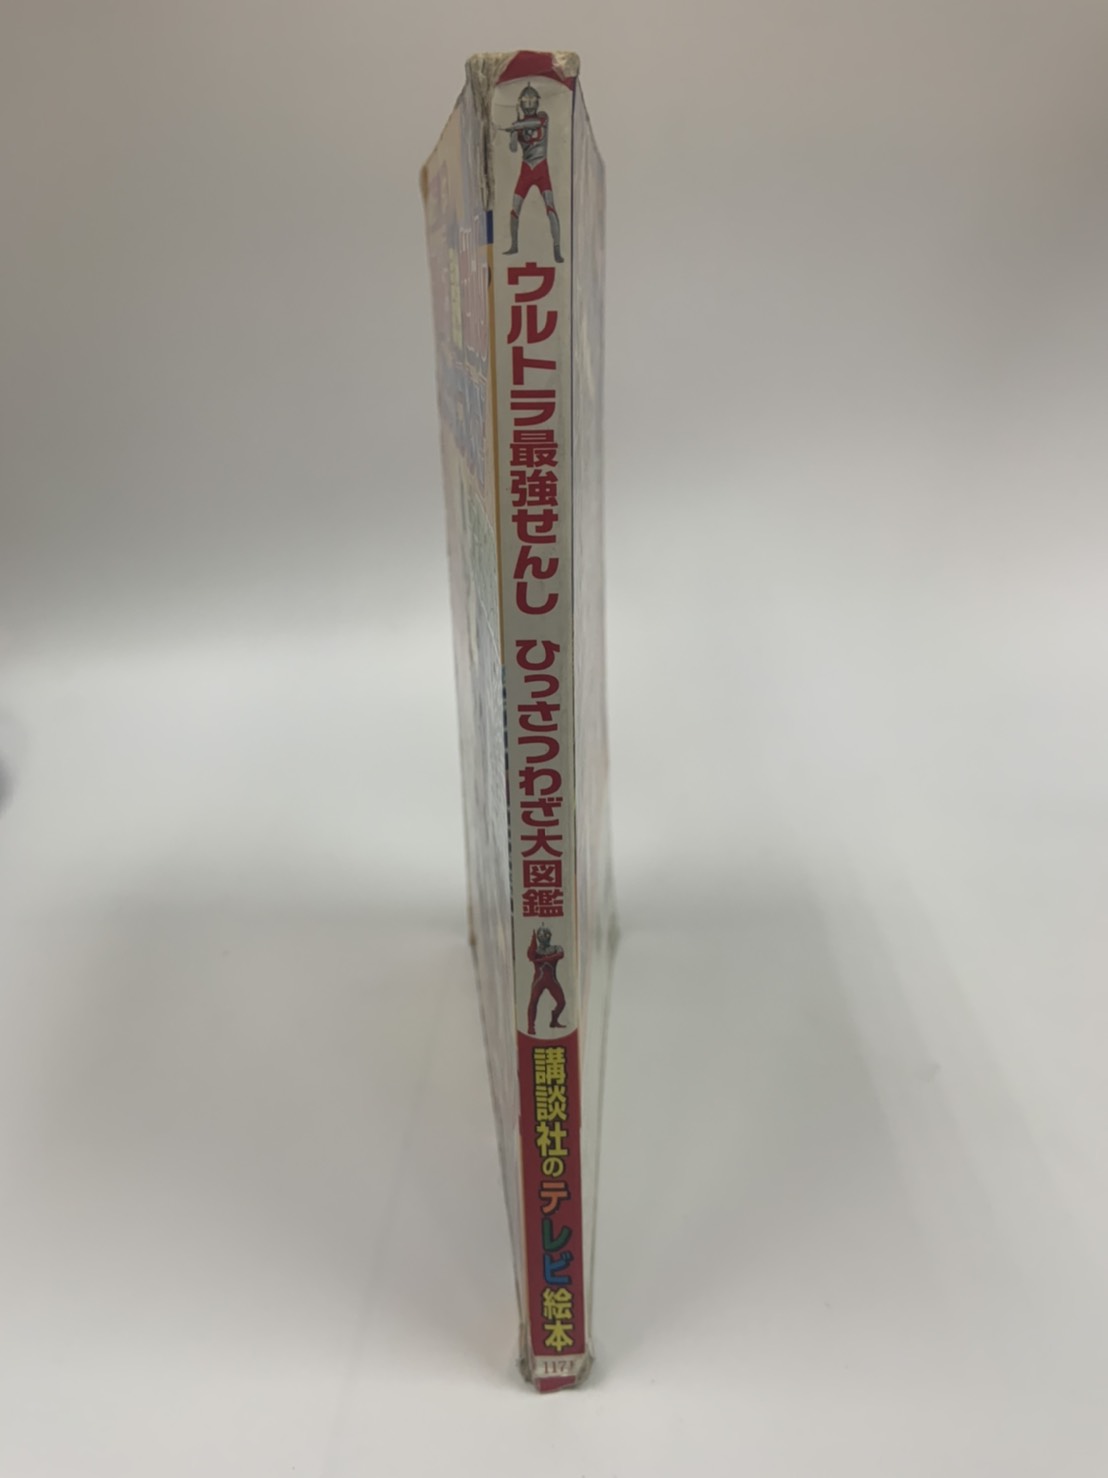 ウルトラ最強せんし ひっさつわざ大図鑑
講談社のテレビ絵本